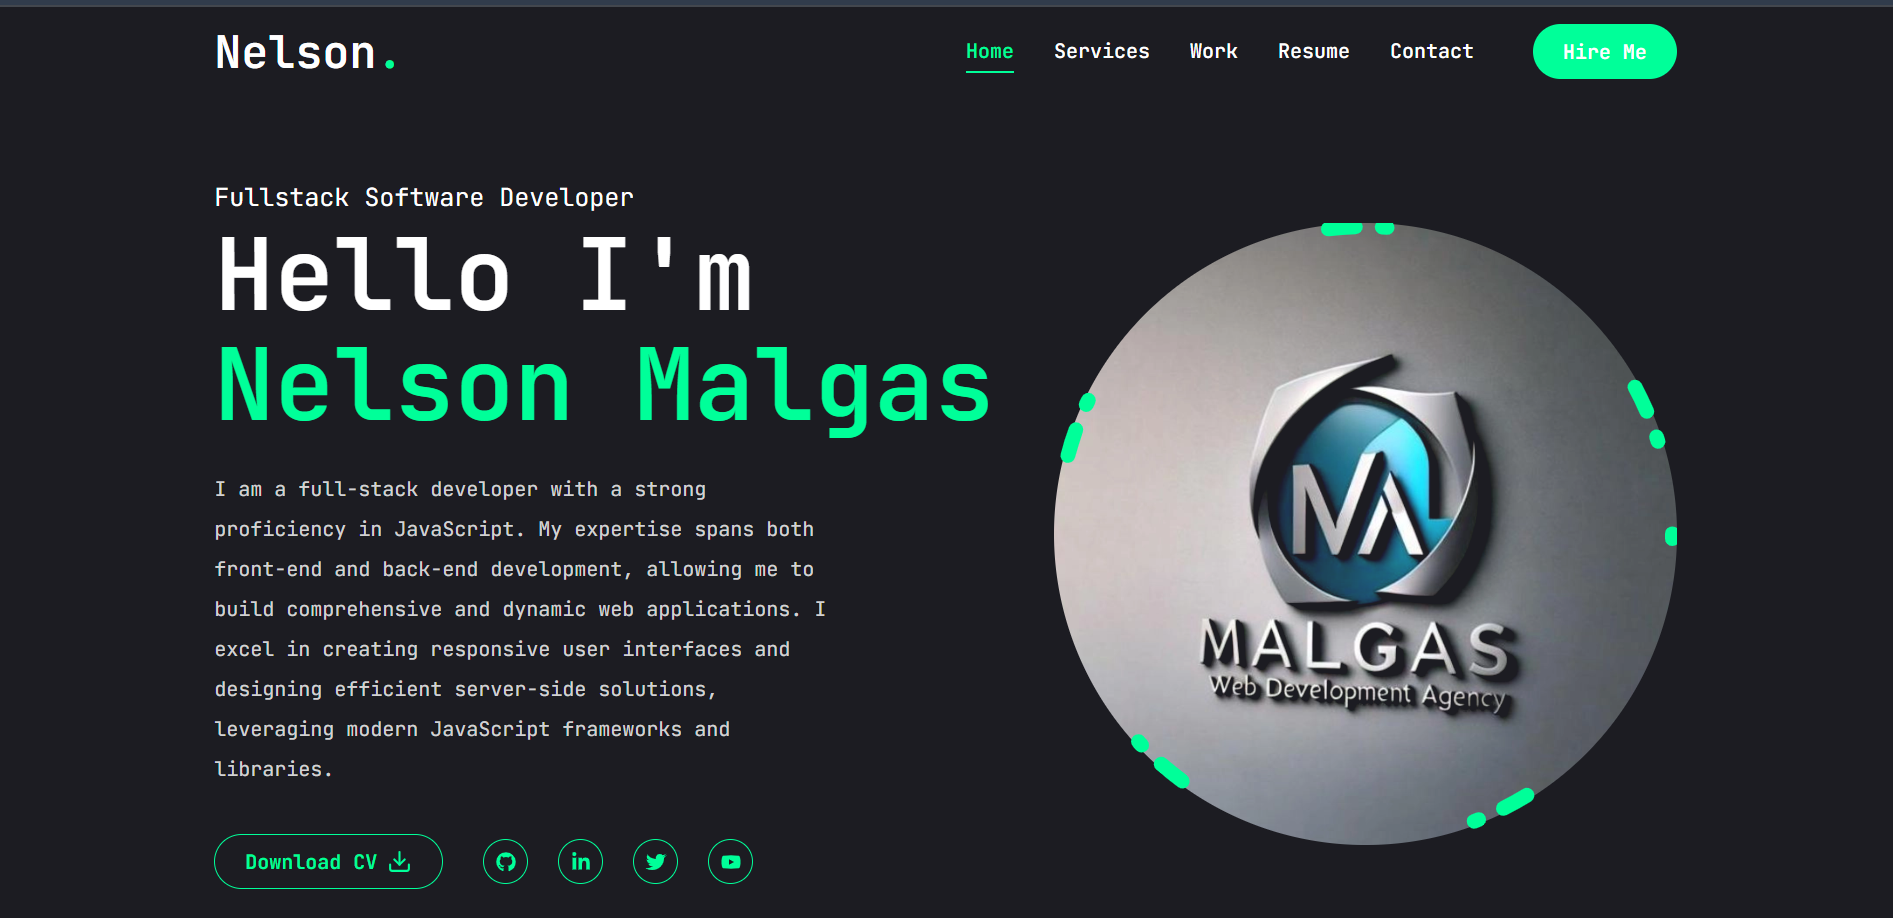 Nelson.
Home Services Work Resume Contact Hire Me
Fullstack Software Developer
Hello I'm
Nelson Malgas
I am a full-stack developer with a strong
proficiency in JavaScript. My expertise spans both
front-end and back-end development, allowing me to
build comprehensive and dynamic web applications. I
excel in creating responsive user interfaces and
designing efficient server-side solutions,
leveraging modern JavaScript frameworks and
libraries.
Download CV
in
MA
MALGAS
Web Development Agency